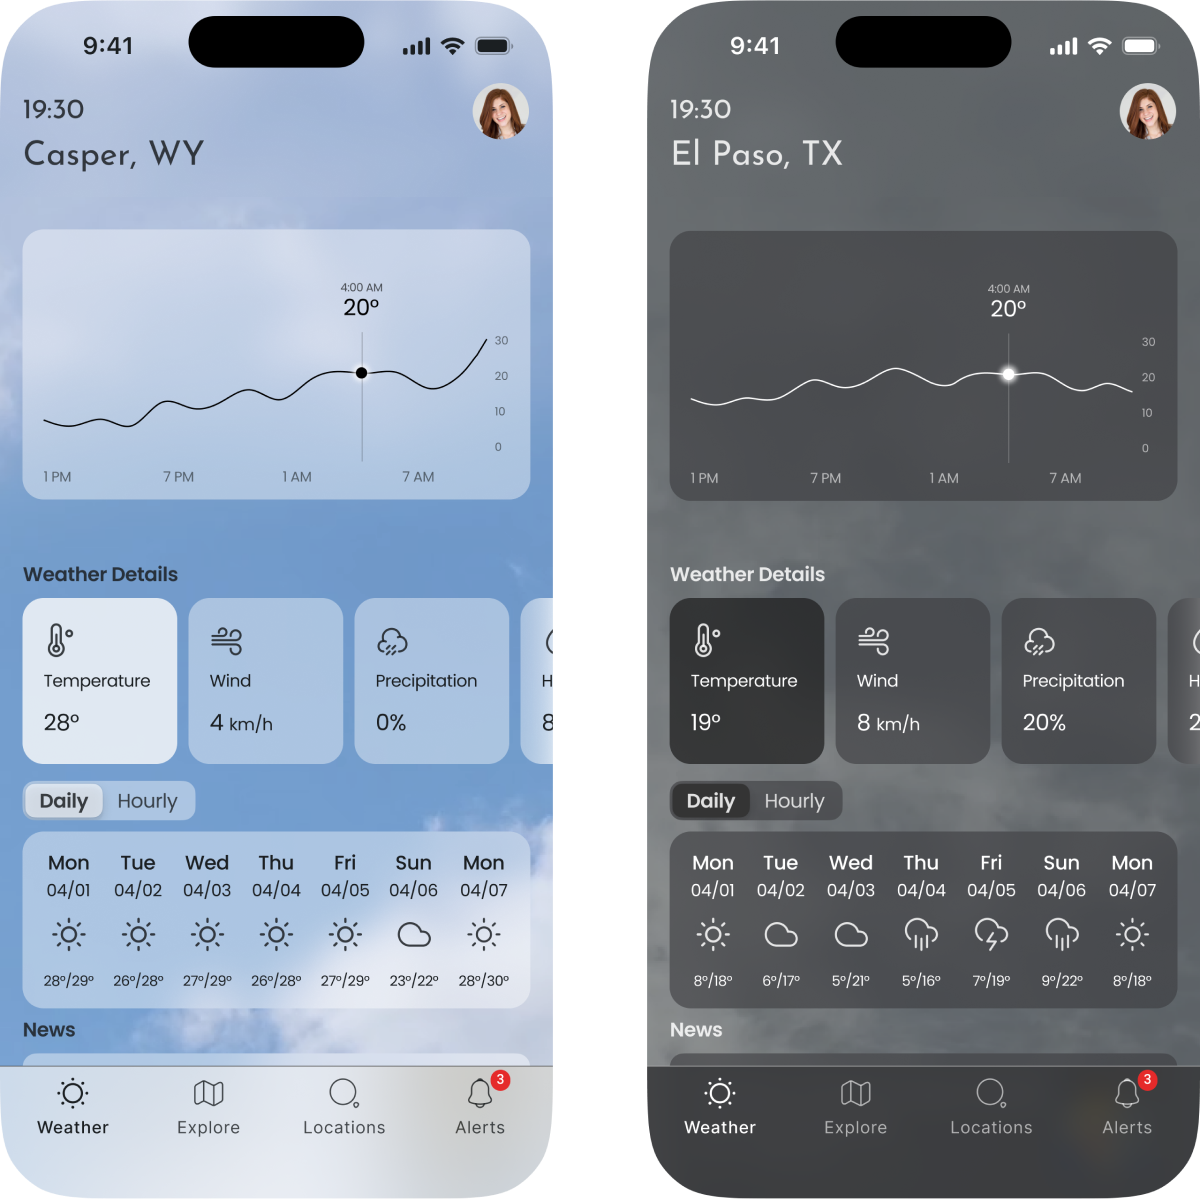 9:41
19:30
Casper, WY
4:00 AM
20°
30
20
10
0
1 PM 7 PM 1 AM 7 AM
Weather Details
Temperature Wind Precipitation H
28° 4 km/h 0% 8
Daily Hourly
Mon Tue Wed Thu Fri Sun Mon
04/01 04/02 04/03 04/04 04/05 04/06 04/07
28°/29° 26°/28° 27°/29° 26°/28° 27°/29° 23°/22° 28°/30°
News
3
Weather Explore Locations Alerts
9:41
19:30
El Paso, TX
4:00 AM
20°
30
20
10
0
1 PM 7 PM 1 AM 7 AM
Weather Details
Temperature Wind Precipitation H
19° 8 km/h 20% 2
Daily Hourly
Mon Tue Wed Thu Fri Sun Mon
04/01 04/02 04/03 04/04 04/05 04/06 04/07
8°/18° 6°/17° 5°/21° 5°/16° 7°/19° 9°/22° 8°/18°
News
3
Weather Explore Locations Alerts